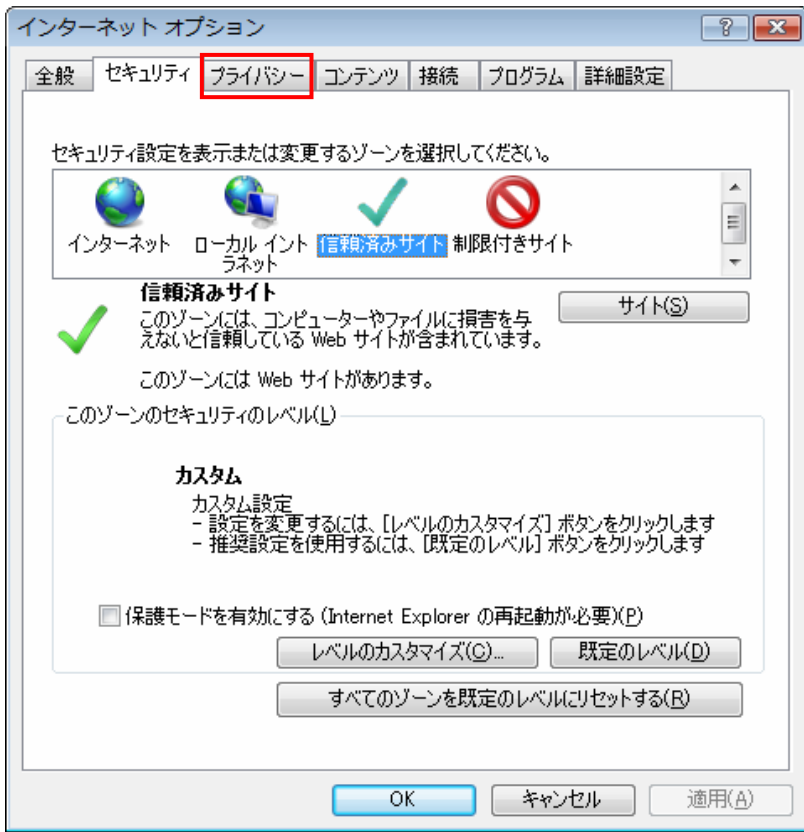 インターネット オプション
全般 セキュリティ プライバシー コンテンツ 接続 プログラム 詳細設定
セキュリティ設定を表示または変更するゾーンを選択してください。
インターネット ローカル イント 信頼済みサイト 制限付きサイト
ラネット
信頼済みサイト
サイト(S)
このゾーンには、コンピューターやファイルに損害を与
えないと信頼している Web サイトが含まれています。
このゾーンには Web サイトがあります。
このゾーンのセキュリティのレベル(L)
カスタム
カスタム設定
- 設定を変更するには、[レベルのカスタマイズ] ボタンをクリックします
- 推奨設定を使用するには、[既定のレベル] ボタンをクリックします
保護モードを有効にする (Internet Explorer の再起動が必要)(P)
レベルのカスタマイズ(C)... 既定のレベル(D)
すべてのゾーンを既定のレベルにリセットする(R)
OK キャンセル 適用(A)